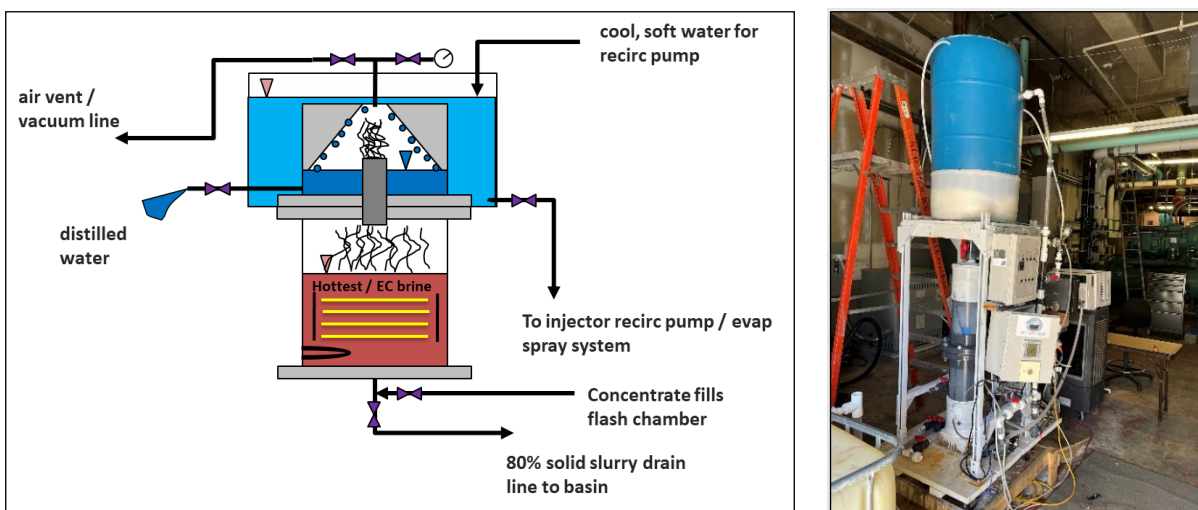 cool, soft water for
recirc pump
air vent /
vacuum line
distilled
water
Hottest / EC brine
To injector recirc pump / evap
spray system
Concentrate fills
flash chamber
80% solid slurry drain
line to basin